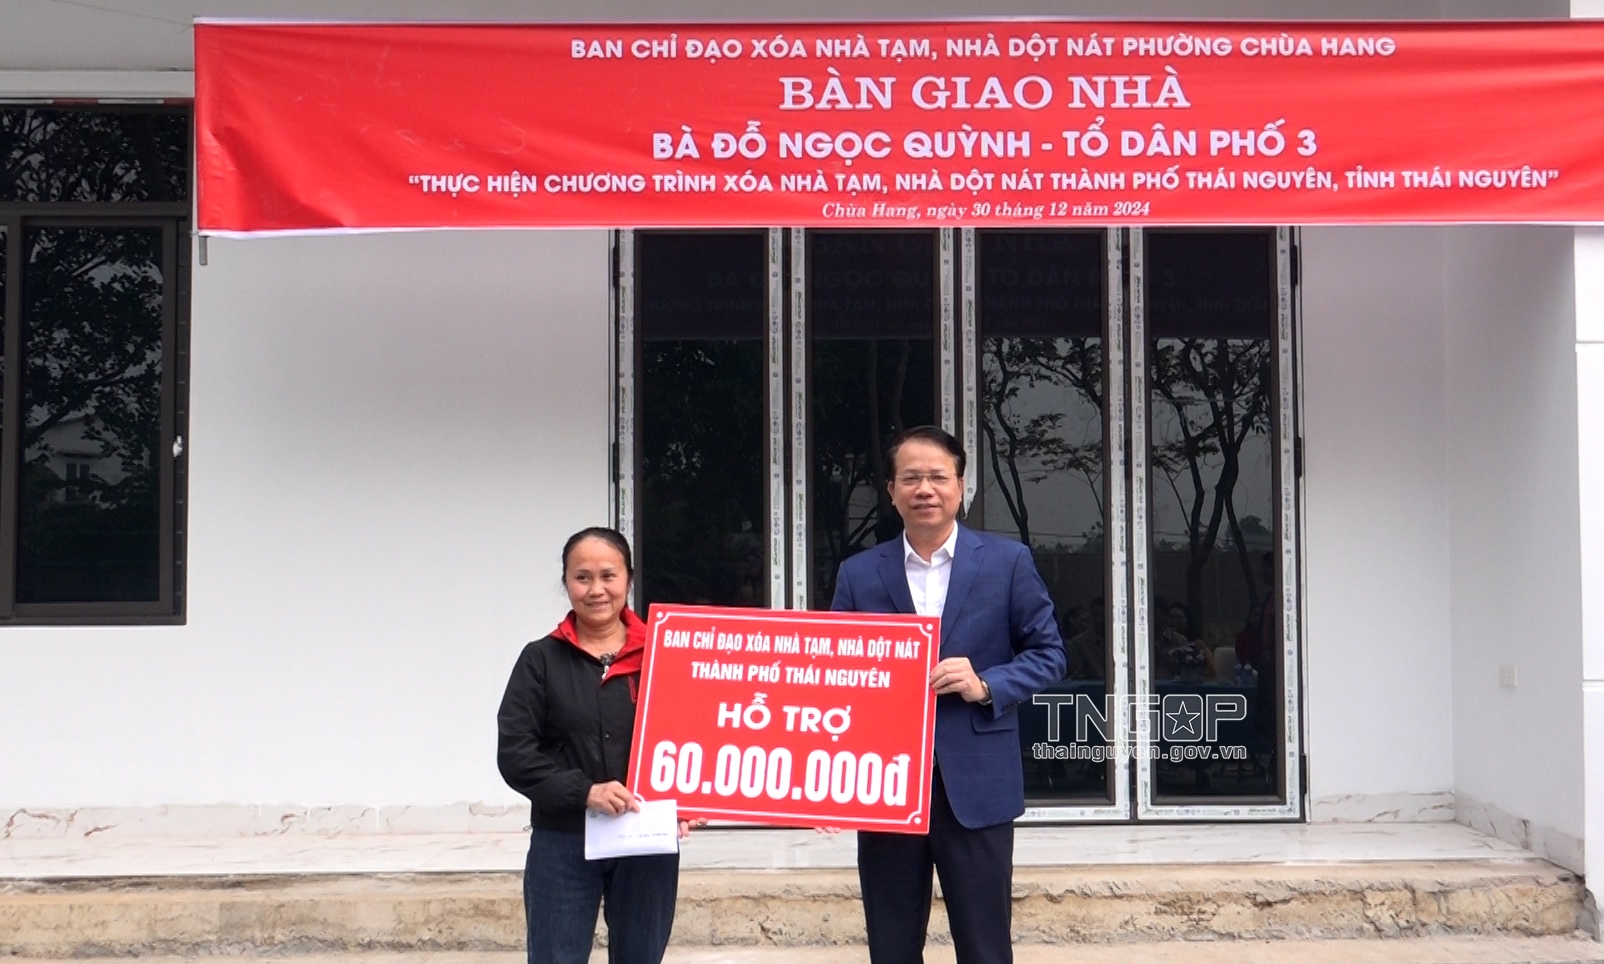 BAN CHỈ ĐẠO XÓA NHÀ TẠM, NHÀ DỘT NÁT PHƯỜNG CHÙA HANG
BÀN GIAO NHÀ
BÀ ĐỖ NGỌC QUỲNH - TỔ DÂN PHỐ 3
“THỰC HIỆN CHƯƠNG TRÌNH XÓA NHÀ TẠM, NHÀ DỘT NÁT THÀNH PHỐ THÁI NGUYÊN, TỈNH THÁI NGUYÊN”
Chùa Hang, ngày 30 tháng 12 năm 2024
BAN CHỈ ĐẠO XÓA NHÀ TẠM, NHÀ DỘT NÁT
THÀNH PHỐ THÁI NGUYÊN
HỖ TRỢ
60.000.000đ
TNGOP
thainguyen.gov.vn